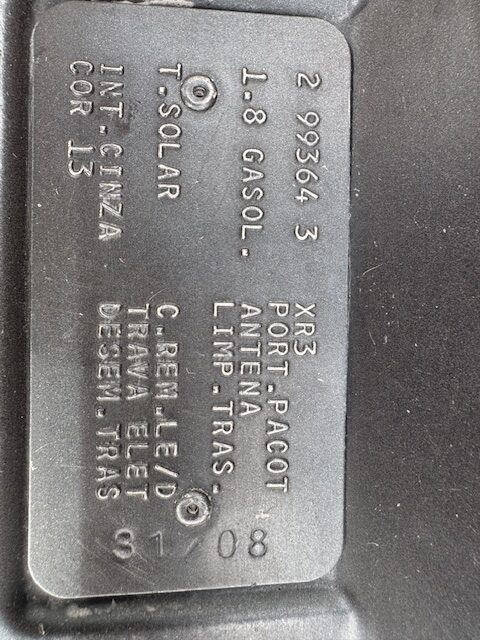 2 99364 3 XR3
PORT.PACOT
1.8 GASOL. ANTENA
LIMP.TRAS.
T.SOLAR C.REM.LE/D
TRAVA ELET
INT.CINZA DESEM.TRAS
COR 13
31/08